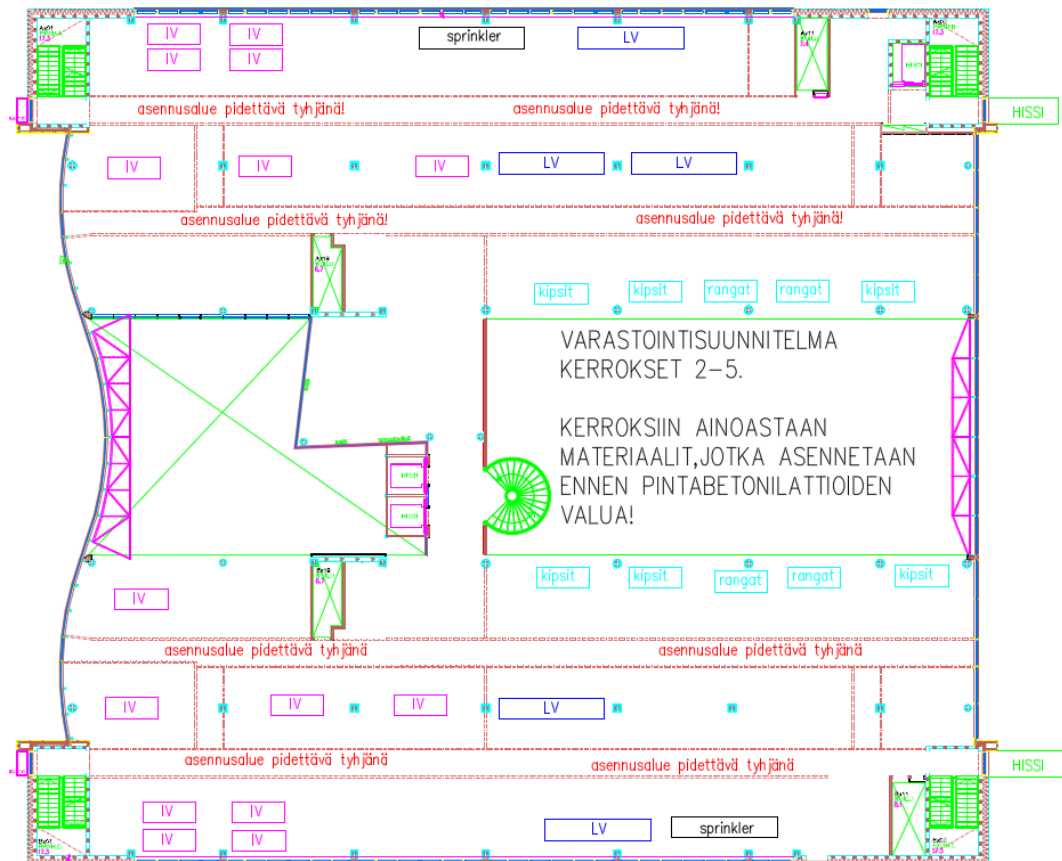 IV
IV
sprinkler
LV
IV
IV
asennusalue pidettävä tyhjänä!
asennusalue pidettävä tyhjänä!
HISSI
IV
IV
IV
LV
LV
asennusalue pidettävä tyhjänä!
asennusalue pidettävä tyhjänä!
kipsit
kipsit
rangat
rangat
kipsit
VARASTOINTISUUNNITELMA
KERROKSET 2-5.
KERROKSIIN AINOASTAAN
MATERIAALIT,JOTKA ASENNETAAN
ENNEN PINTABETONILATTIOIDEN
VALUA!
kipsit
kipsit
rangat
rangat
kipsit
IV
asennusalue pidettävä tyhjänä
asennusalue pidettävä tyhjänä
IV
IV
IV
LV
asennusalue pidettävä tyhjänä
asennusalue pidettävä tyhjänä
HISSI
IV
IV
LV
sprinkler
IV
IV